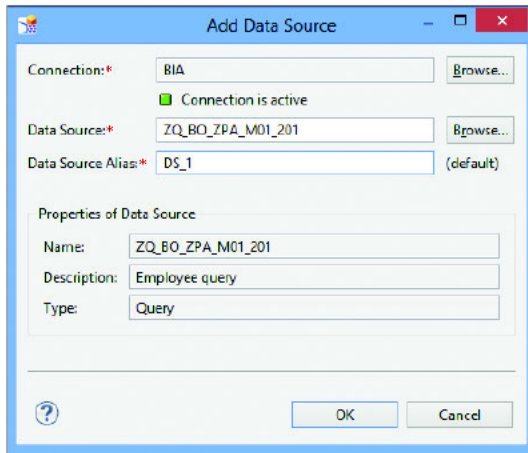 Add Data Source
Connection:* BIA Browse...
Connection is active
Data Source:* ZQ_BO_ZPA_M01_201 Browse...
Data Source Alias:* DS_1 (default)
Properties of Data Source
Name: ZQ_BO_ZPA_M01_201
Description: Employee query
Type: Query
? OK Cancel